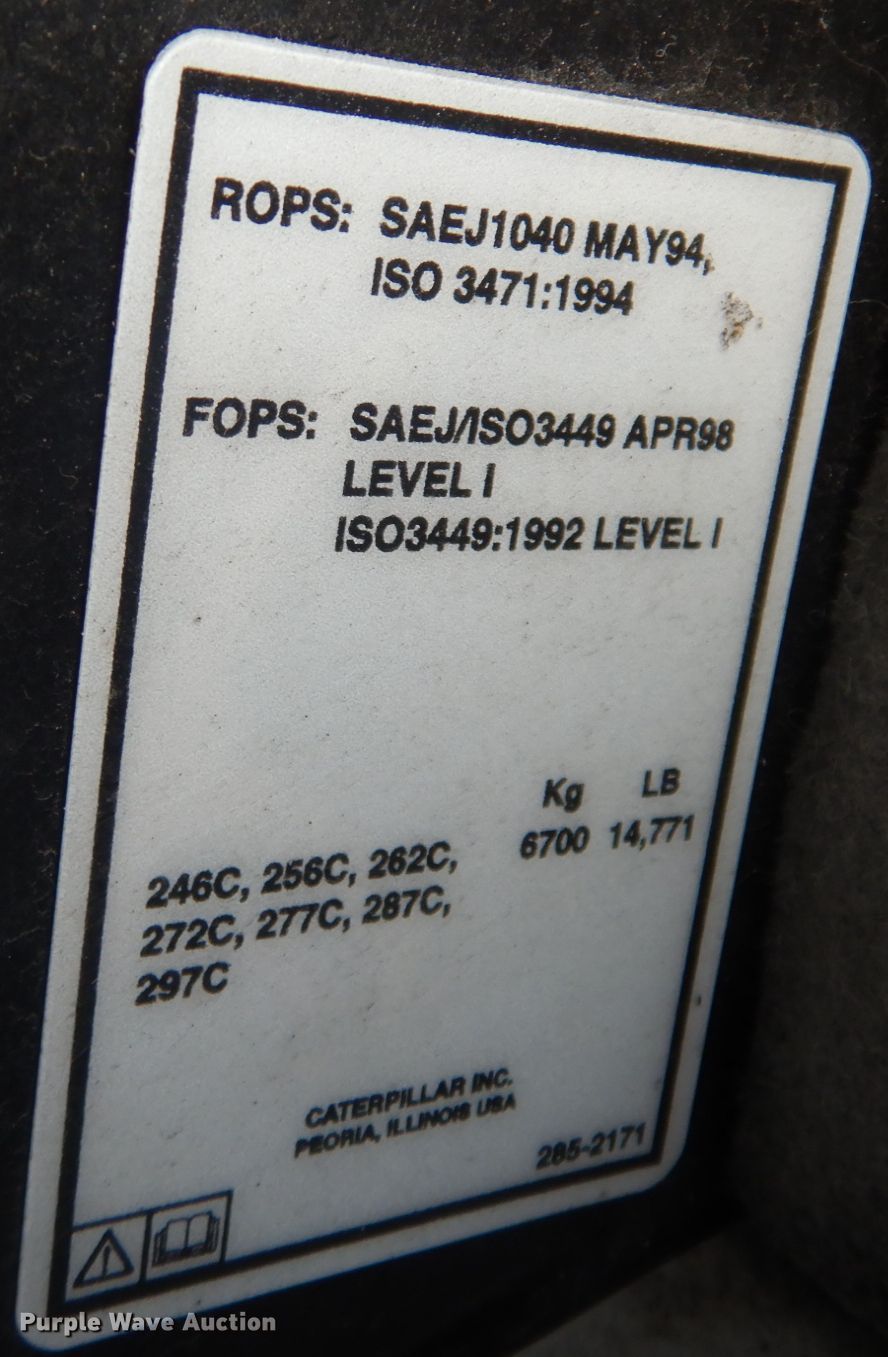 ROPS: SAEJ1040 MAY94,
ISO 3471:1994
FOPS: SAEJ/ISO3449 APR98
LEVEL I
ISO3449:1992 LEVEL I
Kg LB
246C, 256C, 262C, 6700 14,771
272C, 277C, 287C,
297C
CATERPILLAR INC.
PEORIA, ILLINOIS USA
285-2171
Purple Wave Auction